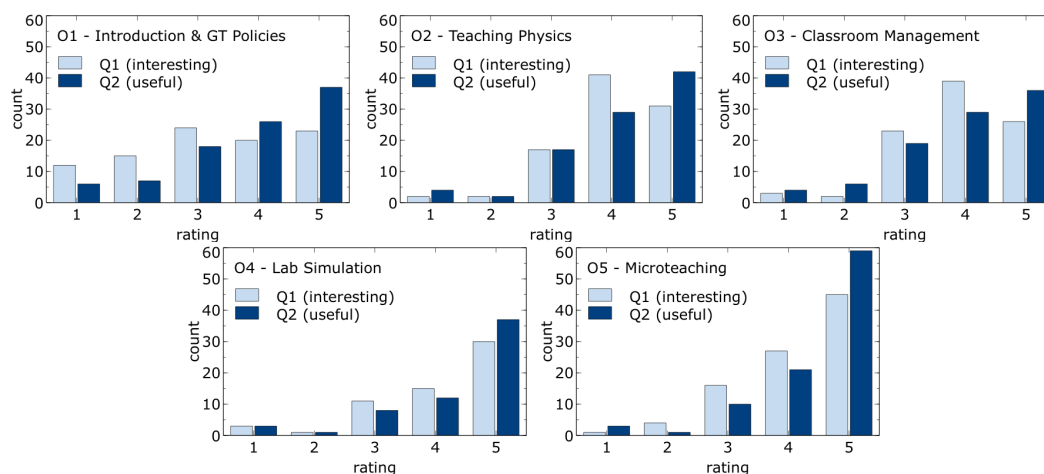 60
50
40
30
20
10
0
count
O1 - Introduction & GT Policies
Q1 (interesting)
Q2 (useful)
1 2 3 4 5
rating
60
50
40
30
20
10
0
count
O2 - Teaching Physics
Q1 (interesting)
Q2 (useful)
1 2 3 4 5
rating
60
50
40
30
20
10
0
count
O3 - Classroom Management
Q1 (interesting)
Q2 (useful)
1 2 3 4 5
rating
60
50
40
30
20
10
0
count
O4 - Lab Simulation
Q1 (interesting)
Q2 (useful)
1 2 3 4 5
rating
60
50
40
30
20
10
0
count
O5 - Microteaching
Q1 (interesting)
Q2 (useful)
1 2 3 4 5
rating